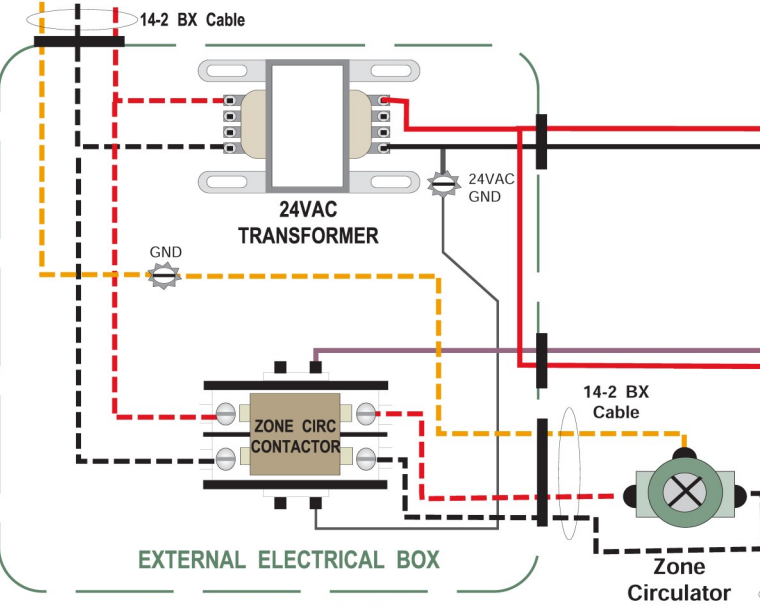 14-2 BX Cable
24VAC
GND
24VAC
TRANSFORMER
GND
14-2 BX
Cable
ZONE CIRC
CONTACTOR
EXTERNAL ELECTRICAL BOX
Zone
Circulator